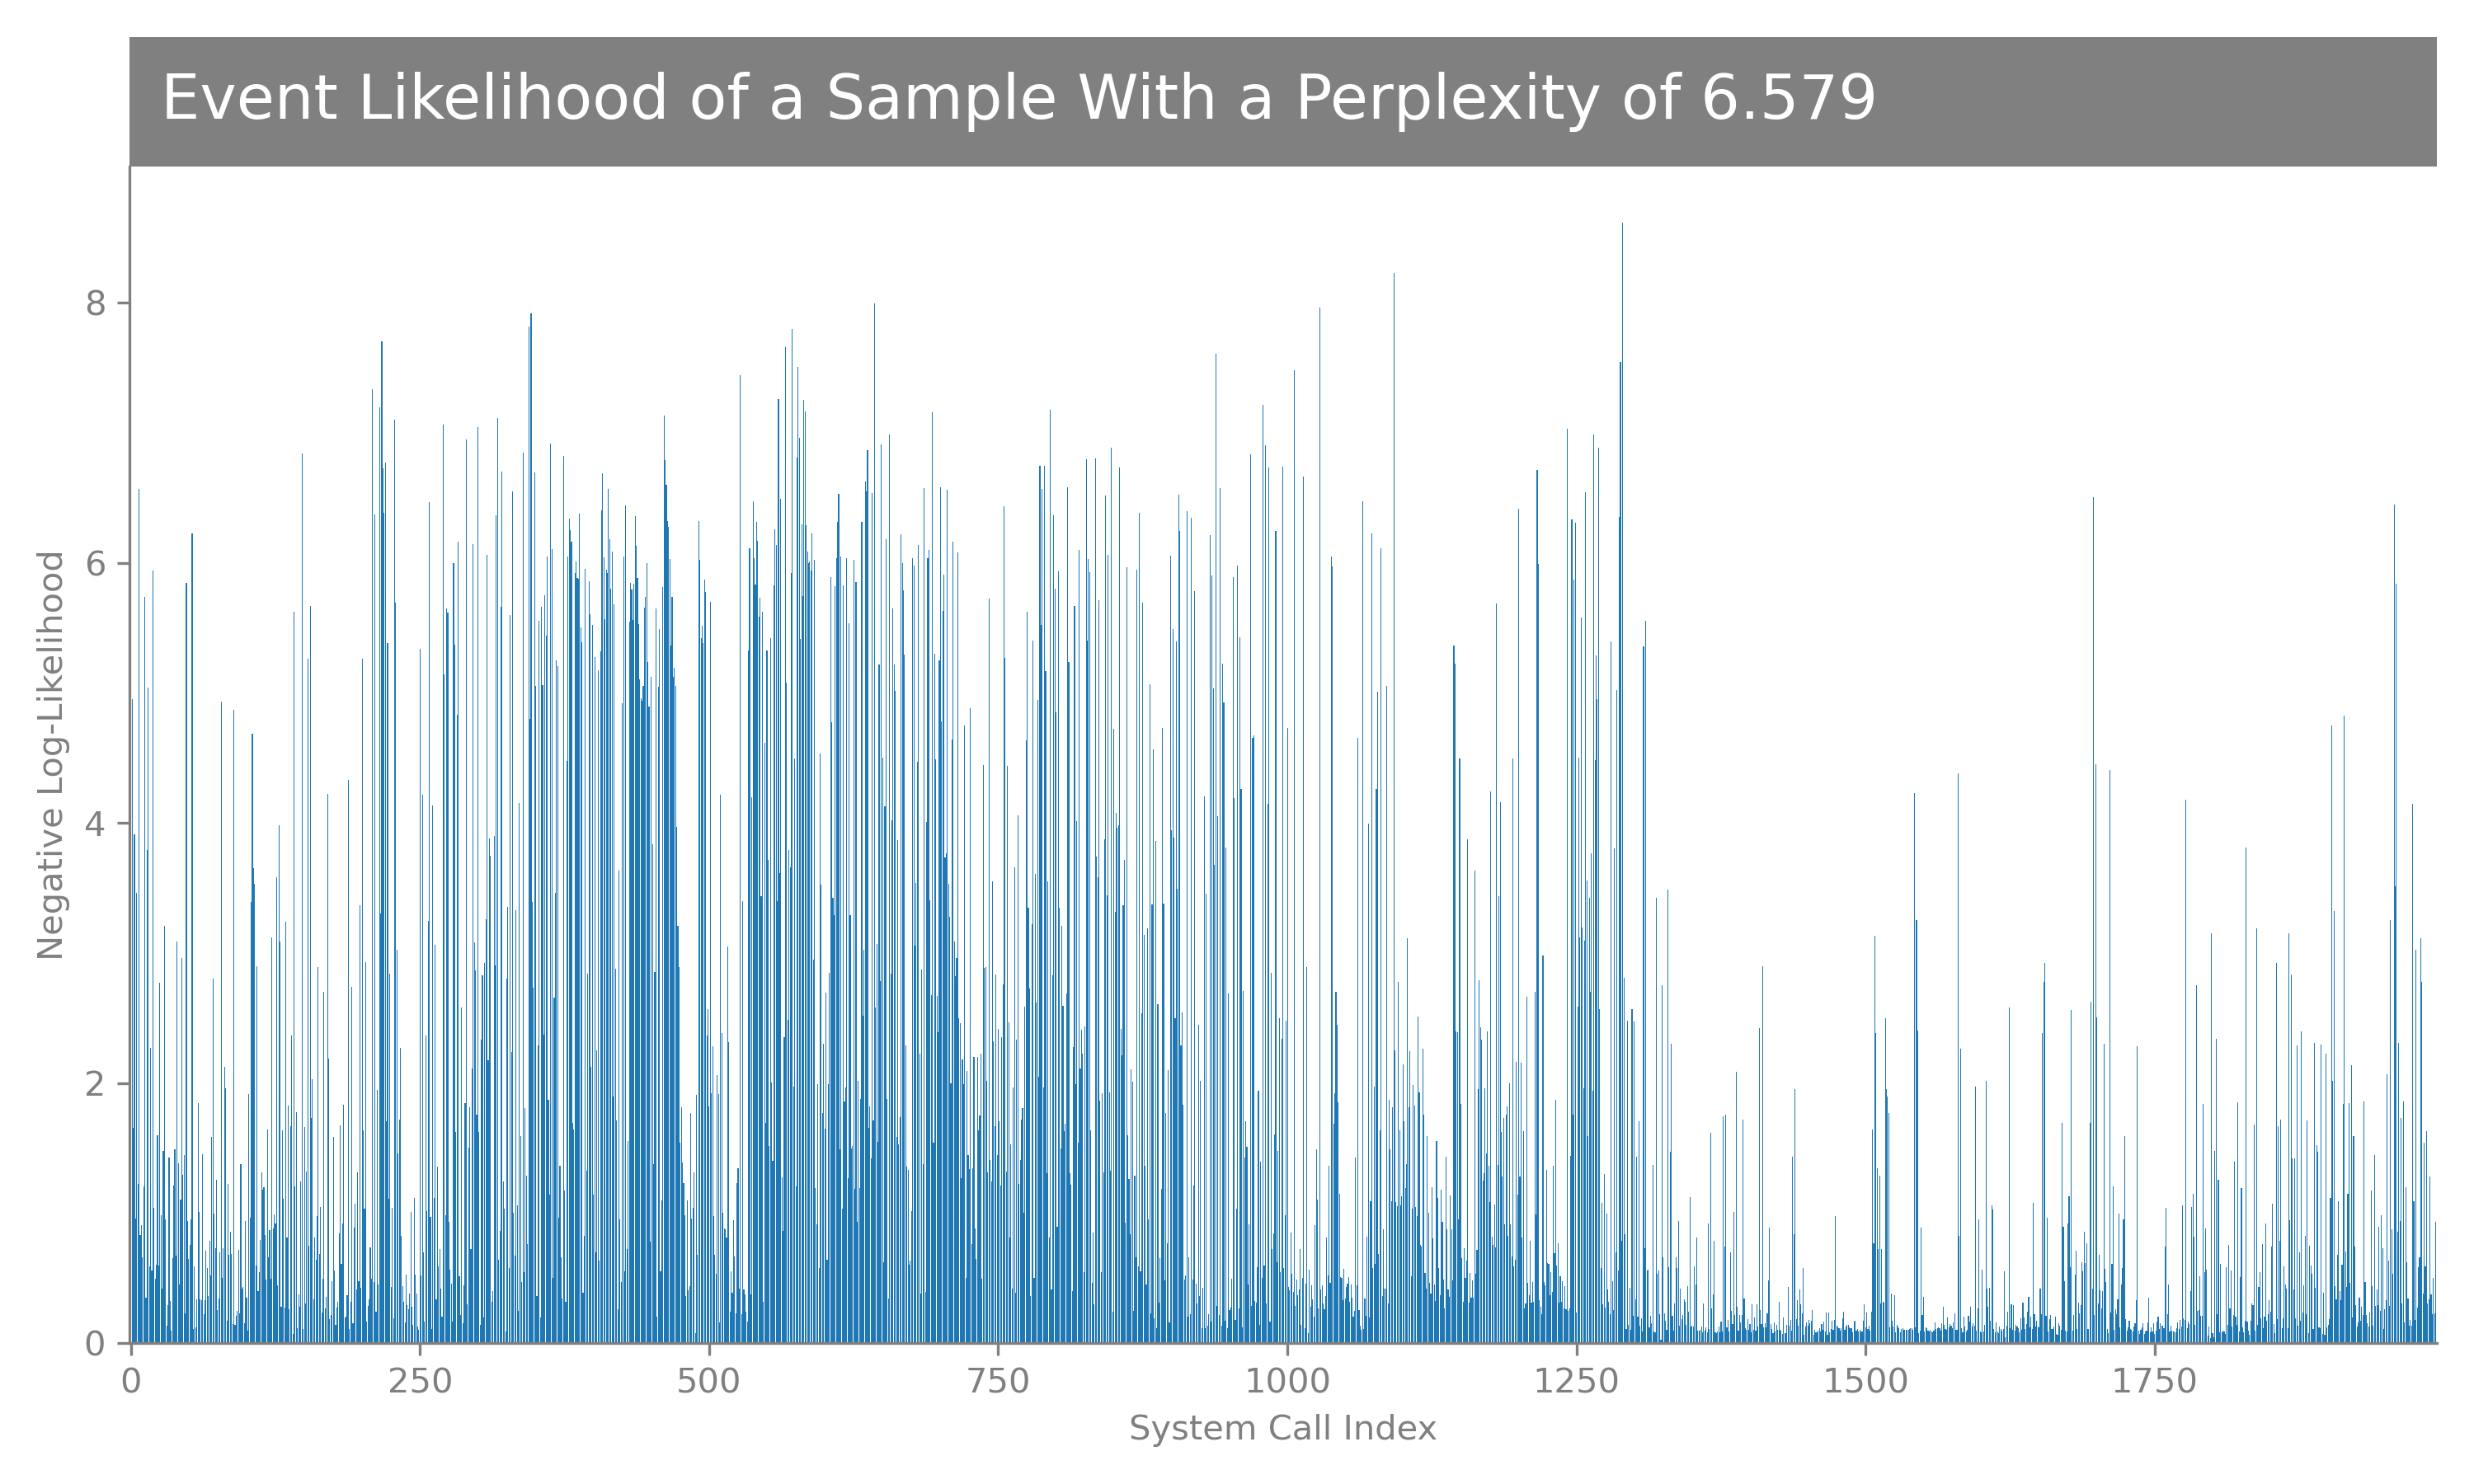 Event Likelihood of a Sample With a Perplexity of 6.579
8
6
4
2
0
Negative Log-Likelihood
0 250 500 750 1000 1250 1500 1750
System Call Index